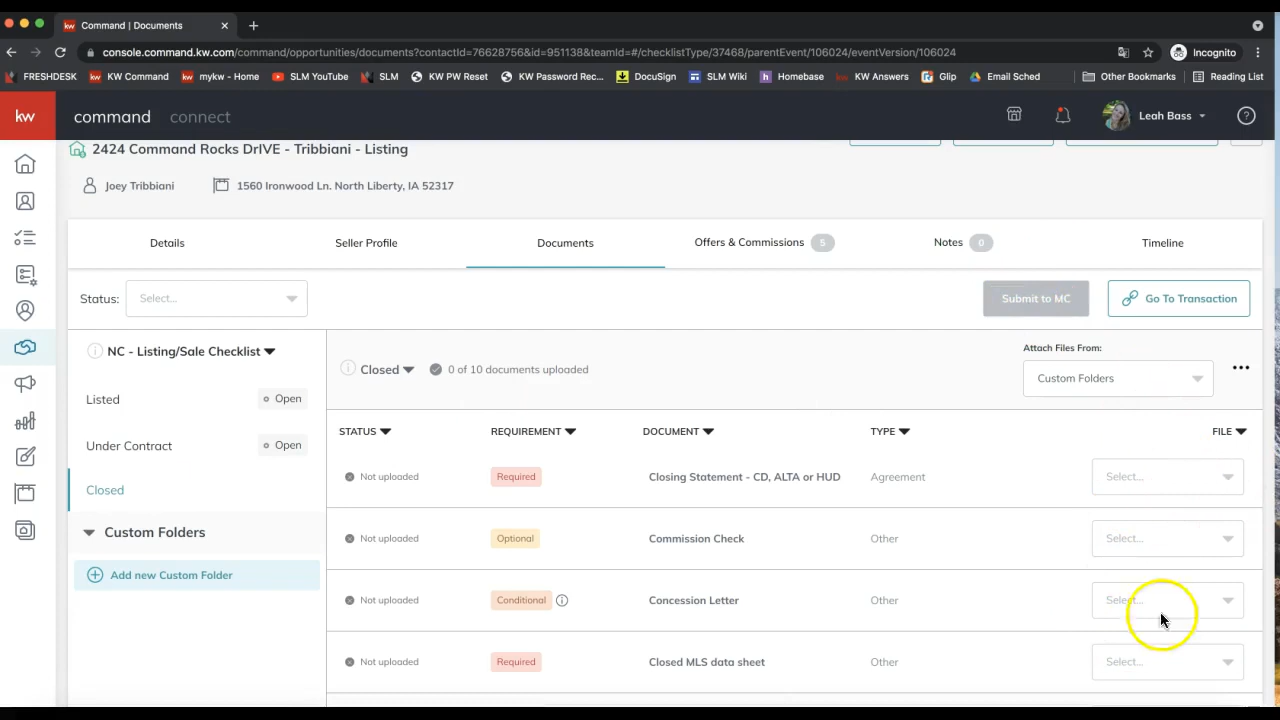 Command | Documents
console.command.kw.com/command/opportunities/documents?contactId=76628756&id=951138&teamId=#/checklistType/37468/parentEvent/106024/eventVersion/106024
Incognito
FRESHDESK KW Command mykw - Home SLM YouTube SLM KW PW Reset KW Password Rec... DocuSign SLM Wiki Homebase KW Answers Glip Email Sched Other Bookmarks Reading List
kw command connect Leah Bass
2424 Command Rocks DrIVE - Tribbiani - Listing
Joey Tribbiani 1560 Ironwood Ln. North Liberty, IA 52317
Details Seller Profile Documents Offers & Commissions 5 Notes 0 Timeline
Status: Select... Submit to MC Go To Transaction
NC - Listing/Sale Checklist
Listed Open
Under Contract Open
Closed
Custom Folders
Add new Custom Folder
Attach Files From:
Closed 0 of 10 documents uploaded Custom Folders
STATUS REQUIREMENT DOCUMENT TYPE FILE
Not uploaded Required Closing Statement - CD, ALTA or HUD Agreement Select...
Not uploaded Optional Commission Check Other Select...
Not uploaded Conditional Concession Letter Other Select...
Not uploaded Required Closed MLS data sheet Other Select...